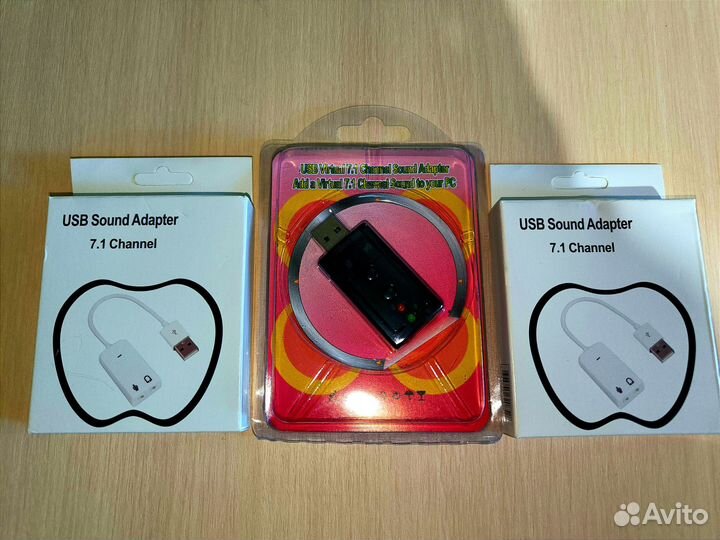 USB Sound Adapter
7.1 Channel
USB Virtual 7.1 Channel Sound Adapter
Add a Virtual 7.1 Channel Sound to your PC
USB Sound Adapter
7.1 Channel
Avito